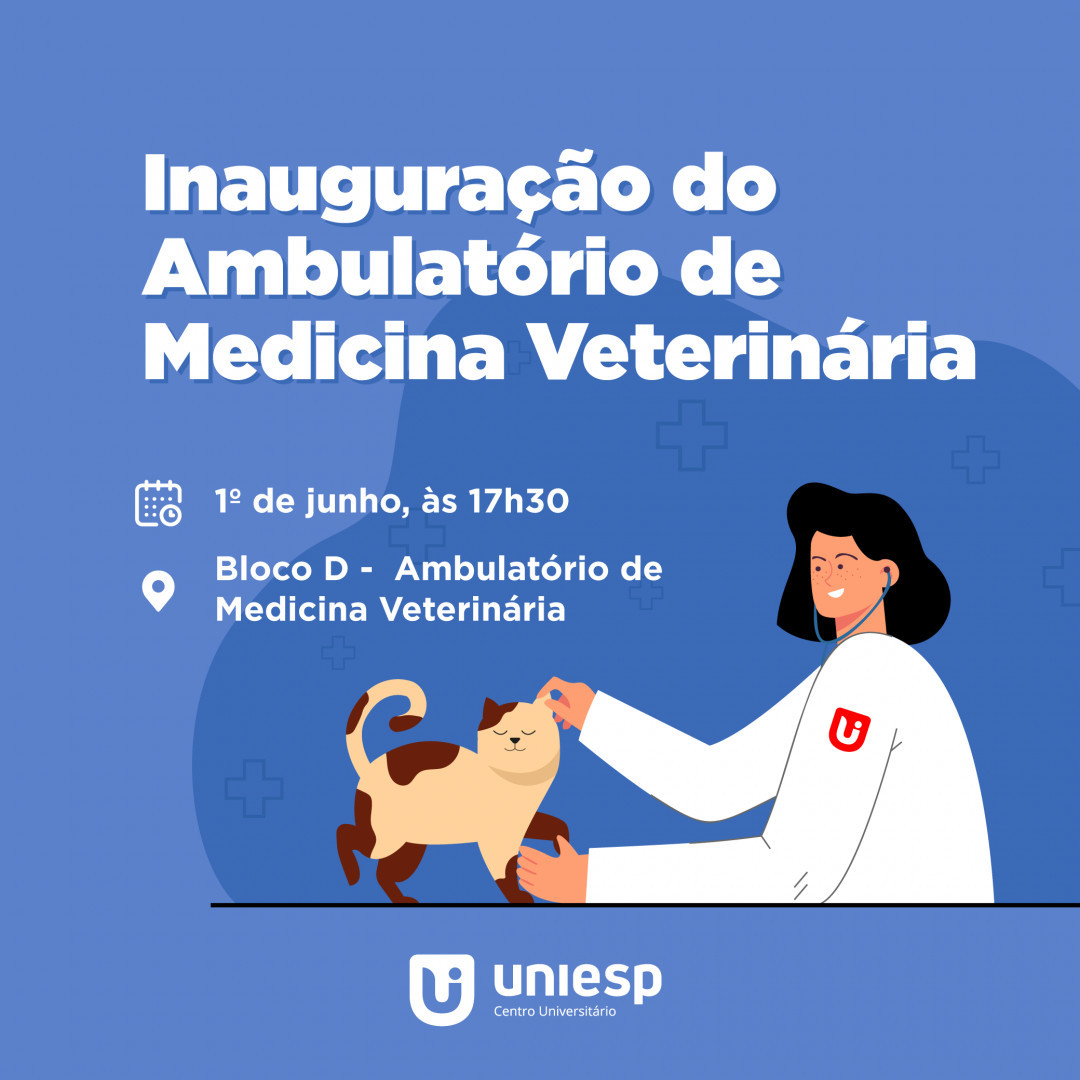 Inauguração do
Ambulatório de
Medicina Veterinária
1º de junho, às 17h30
Bloco D - Ambulatório de
Medicina Veterinária
uniesp
Centro Universitário